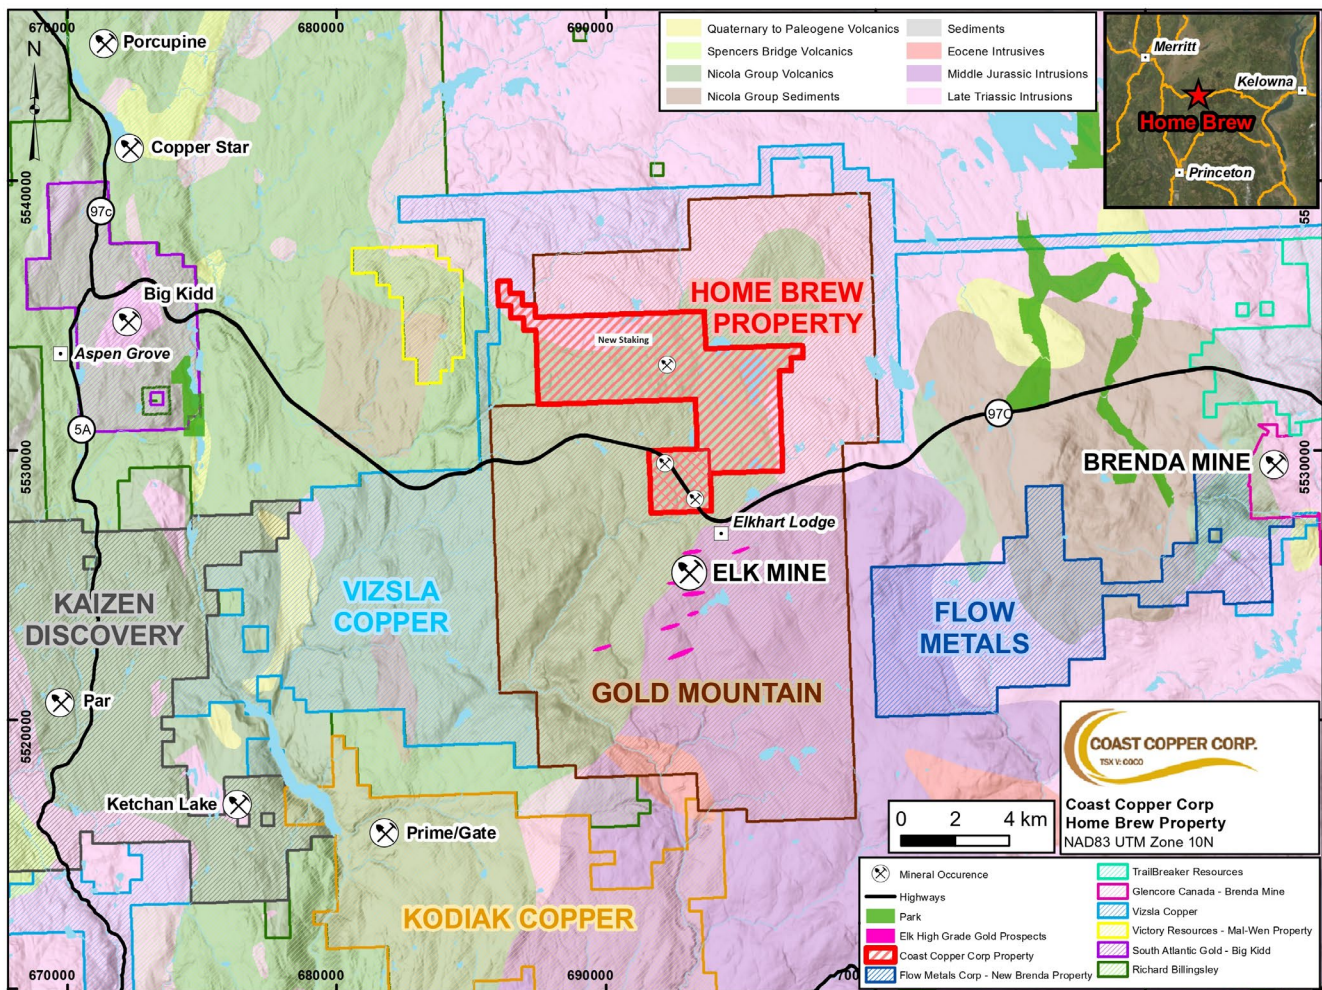 670000
680000
690000
N
Porcupine
Copper Star
5540000
97c
Big Kidd
Aspen Grove
5A
5530000
Quaternary to Paleogene Volcanics
Spencers Bridge Volcanics
Nicola Group Volcanics
Nicola Group Sediments
Sediments
Eocene Intrusives
Middle Jurassic Intrusions
Late Triassic Intrusions
Merritt
Kelowna
Home Brew
Princeton
55
HOME BREW
PROPERTY
New Staking
97C
BRENDA MINE
5530000
Elkhart Lodge
ELK MINE
KAIZEN
DISCOVERY
VIZSLA
COPPER
FLOW
METALS
Par
GOLD MOUNTAIN
5520000
Ketchan Lake
Prime/Gate
KODIAK COPPER
COAST COPPER CORP.
TSX V: COCO
Coast Copper Corp
Home Brew Property
NAD83 UTM Zone 10N
0 2 4 km
Mineral Occurence
Highways
Park
Elk High Grade Gold Prospects
Coast Copper Corp Property
Flow Metals Corp - New Brenda Property
TrailBreaker Resources
Glencore Canada - Brenda Mine
Vizsla Copper
Victory Resources - Mal-Wen Property
South Atlantic Gold - Big Kidd
Richard Billingsley
670000
680000
690000